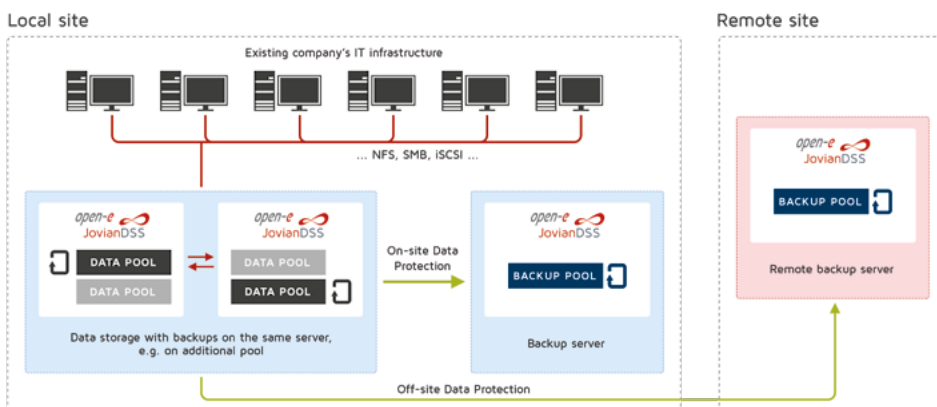 Local site
Remote site
Existing company's IT infrastructure
... NFS, SMB, iSCSI ...
open-e
JovianDSS
DATA POOL
DATA POOL
open-e
JovianDSS
DATA POOL
DATA POOL
Data storage with backups on the same server,
e.g. on additional pool
On-site Data
Protection
open-e
JovianDSS
BACKUP POOL
Backup server
open-e
JovianDSS
BACKUP POOL
Remote backup server
Off-site Data Protection